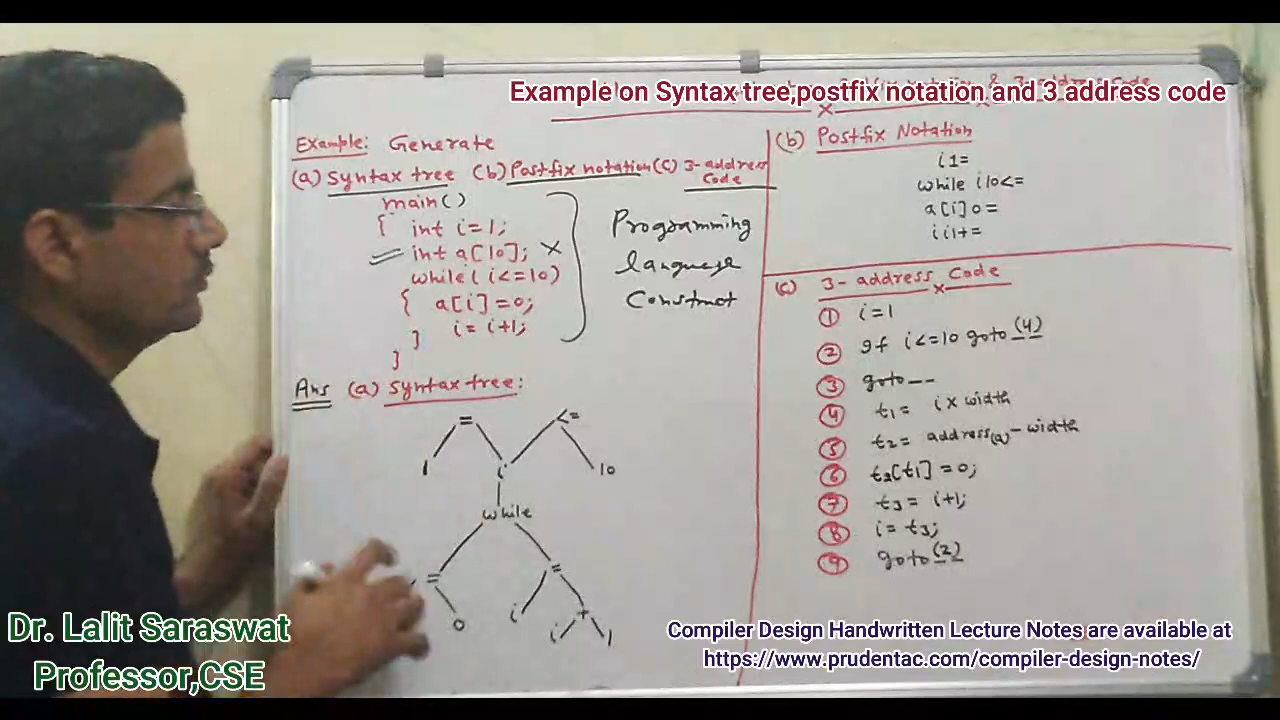 Example on Syntax tree,postfix notation and 3 address code
Example: Generate
(a) Syntax tree (b) Postfix notation (c) 3-address Code
main()
{ int i=1;
int a[10]; ×
while(i<=10)
{ a[i]=0;
i = i+1;
}
}
Programming
language
Construct
Ans (a) Syntax tree:
= <=
1 i 10
while
= =
0 i +
i 1
(b) Postfix Notation
i1=
while i10<=
a[i]0=
ii1+=
(c) 3-address Code
① i=1
② If i<=10 goto (4)
③ goto --
④ t1 = i x width
⑤ t2 = address(a) - width
⑥ t2[t1] = 0;
⑦ t3 = i+1;
⑧ i = t3;
⑨ goto (2)
Dr. Lalit Saraswat
Professor,CSE
Compiler Design Handwritten Lecture Notes are available at
https://www.prudentac.com/compiler-design-notes/